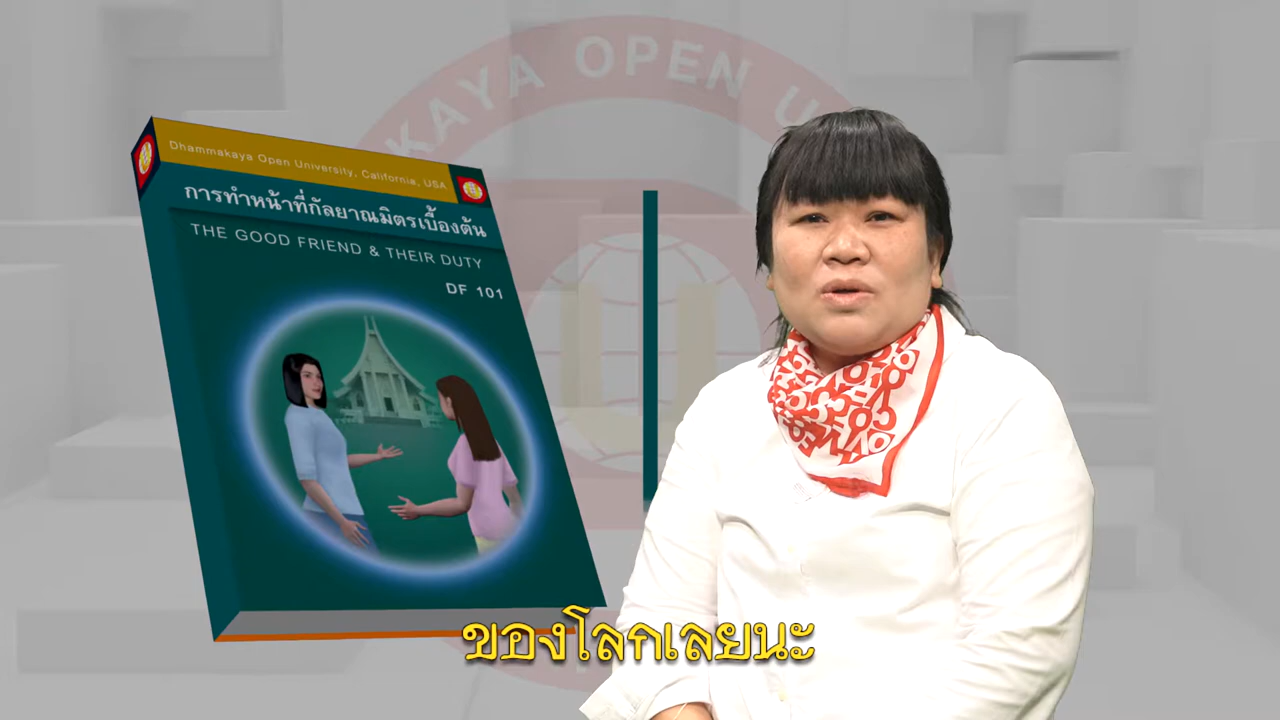 KAYA OPEN U
Dhammakaya Open University, California, USA
การทำหน้าที่กัลยาณมิตรเบื้องต้น
THE GOOD FRIEND & THEIR DUTY
DF 101
ของโลกเลยนะ